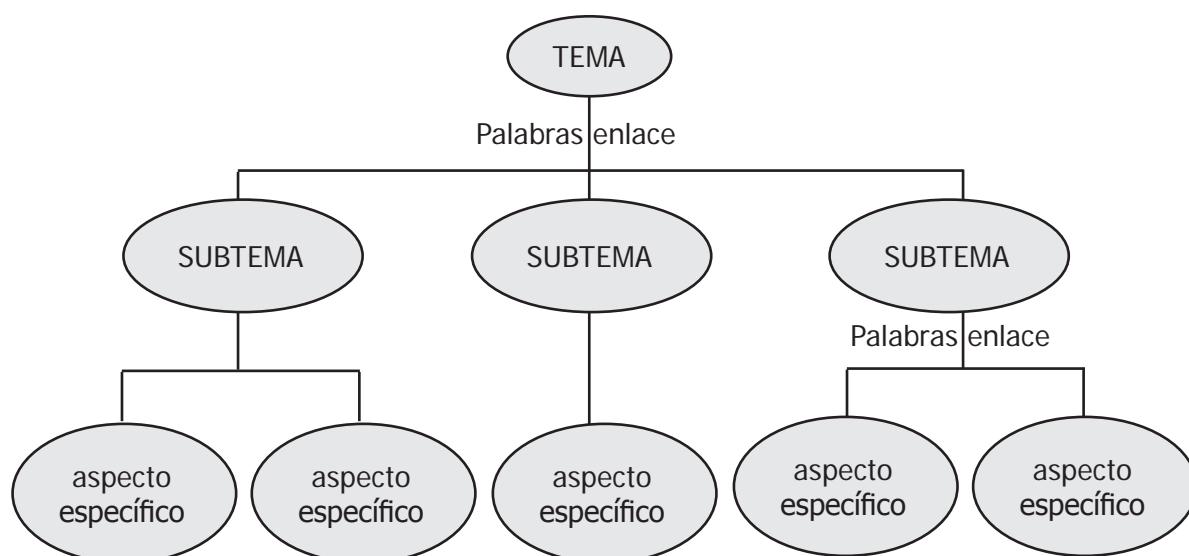 TEMA
Palabras enlace
SUBTEMA
SUBTEMA
SUBTEMA
Palabras enlace
aspecto
específico
aspecto
específico
aspecto
específico
aspecto
específico
aspecto
específico